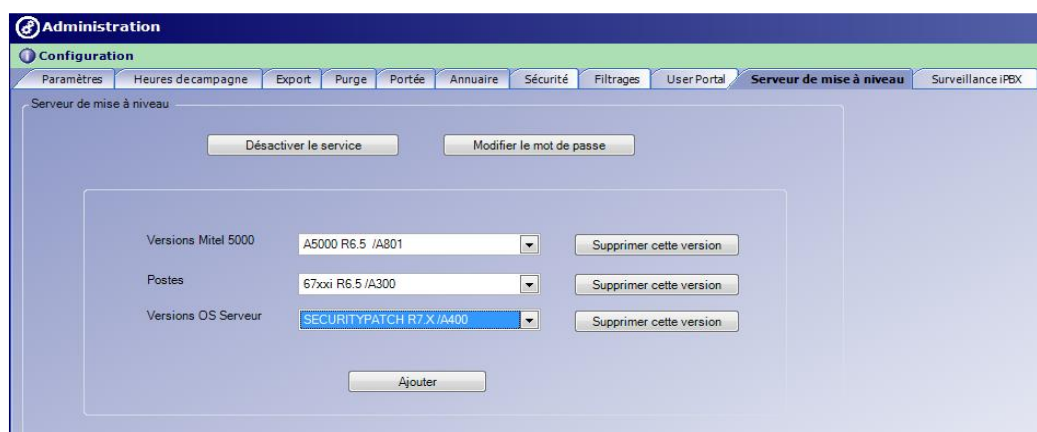 Administration
Configuration
Paramètres Heures de campagne Export Purge Portée Annuaire Sécurité Filtrages User Portal Serveur de mise à niveau Surveillance iPBX
Serveur de mise à niveau
Désactiver le service Modifier le mot de passe
Versions Mitel 5000 A5000 R6.5 /A801 Supprimer cette version
Postes 67xxi R6.5 /A300 Supprimer cette version
Versions OS Serveur SECURITYPATCH R7.X /A400 Supprimer cette version
Ajouter